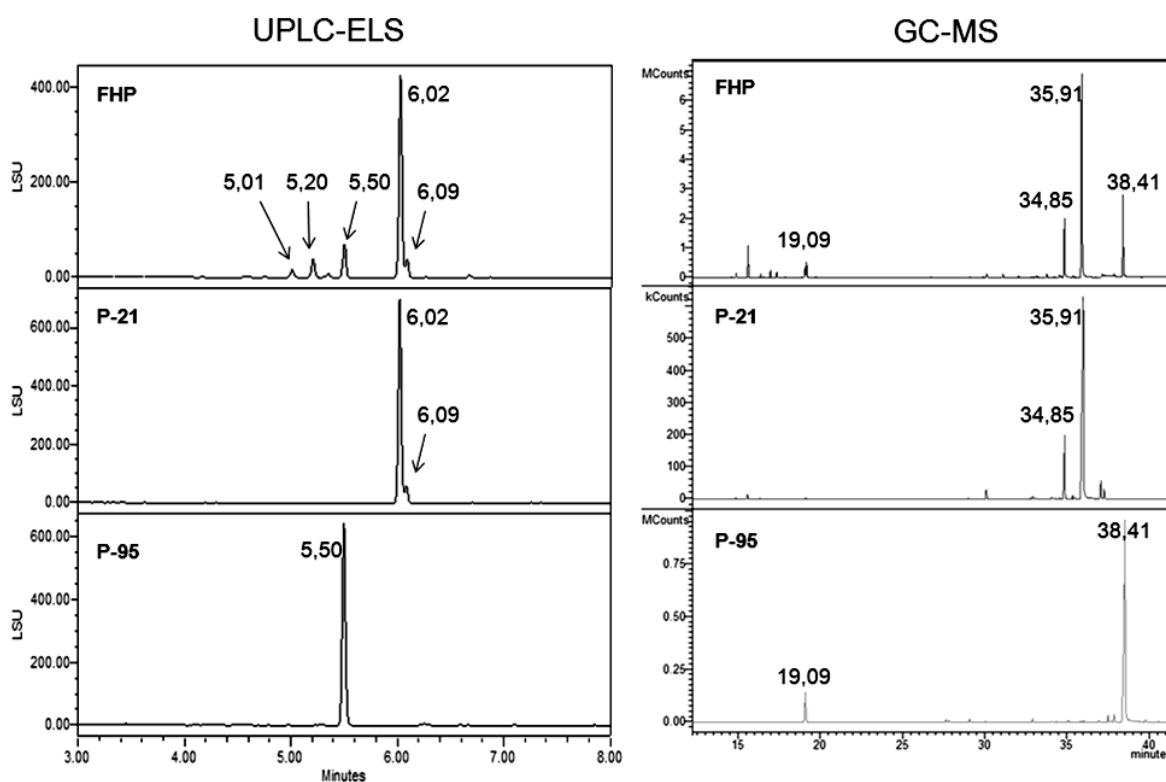 UPLC-ELS
GC-MS
400.00
200.00
0.00
LSU
FHP
5,01
5,20
5,50
6,02
6,09
600.00
400.00
200.00
0.00
LSU
P-21
6,02
6,09
600.00
400.00
200.00
0.00
LSU
P-95
5,50
3.00 4.00 5.00 6.00 7.00 8.00
Minutes
MCounts
6
5
4
3
2
1
0
FHP
19,09
34,85
35,91
38,41
kCounts
500
400
300
200
100
0
P-21
34,85
35,91
MCounts
0.75
0.50
0.25
0.00
P-95
19,09
38,41
15 20 25 30 35 40
minute